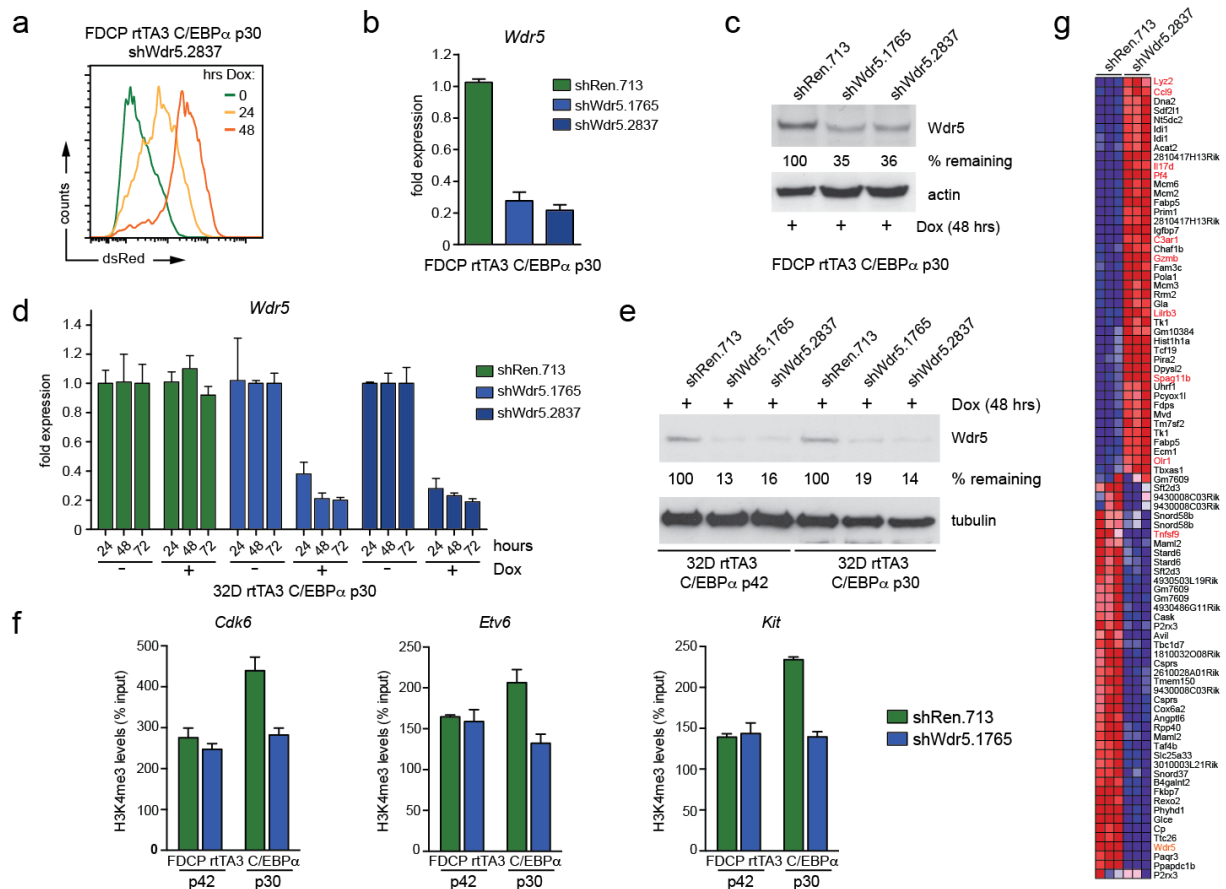 a
FDCP rtTA3 C/EBPα p30
shWdr5.2837
hrs Dox:
0
24
48
counts
dsRed
b
Wdr5
fold expression
1.2
1.0
0.8
0.6
0.4
0.2
0
shRen.713
shWdr5.1765
shWdr5.2837
FDCP rtTA3 C/EBPα p30
c
shRen.713
shWdr5.1765
shWdr5.2837
Wdr5
100 35 36 % remaining
actin
+ + + Dox (48 hrs)
FDCP rtTA3 C/EBPα p30
d
Wdr5
fold expression
1.4
1.2
1.0
0.8
0.6
0.4
0.2
0
shRen.713
shWdr5.1765
shWdr5.2837
24 48 72 24 48 72 24 48 72 24 48 72 24 48 72 24 48 72 hours
− + − + − + Dox
32D rtTA3 C/EBPα p30
e
shRen.713
shWdr5.1765
shWdr5.2837
shRen.713
shWdr5.1765
shWdr5.2837
+ + + + + + Dox (48 hrs)
Wdr5
100 13 16 100 19 14 % remaining
tubulin
32D rtTA3
C/EBPα p42
32D rtTA3
C/EBPα p30
f
Cdk6
H3K4me3 levels (% input)
500
400
300
200
100
0
FDCP rtTA3 C/EBPα
p42 p30
Etv6
H3K4me3 levels (% input)
250
200
150
100
50
0
FDCP rtTA3 C/EBPα
p42 p30
Kit
H3K4me3 levels (% input)
250
200
150
100
50
0
FDCP rtTA3 C/EBPα
p42 p30
shRen.713
shWdr5.1765
g
shRen.713
shWdr5.2837
Lyz2
Ccl9
Dna2
Sdf2l1
Nt5dc2
Idi1
Idi1
Acat2
2810417H13Rik
Il17d
Pf4
Mcm6
Mcm2
Fabp5
Prim1
2810417H13Rik
Igfbp7
C3ar1
Chaf1b
Gzmb
Fam3c
Pola1
Mcm3
Rrm2
Gla
Lilrb3
Tk1
Gm10384
Hist1h1a
Tcf19
Pira2
Dpysl2
Spag11b
Uhrf1
Pcyox1l
Fdps
Mvd
Tm7sf2
Tk1
Fabp5
Ecm1
Olr1
Tbxas1
Gm7609
Sft2d3
9430008C03Rik
9430008C03Rik
Snord58b
Snord58b
Tnfsf9
Maml2
Stard6
Stard6
Sft2d3
4930503L19Rik
Gm7609
Gm7609
4930486G11Rik
Cask
P2rx3
Avil
Tbc1d7
1810032O08Rik
Csprs
2610028A01Rik
Tmem150
9430008C03Rik
Csprs
Cox6a2
Angptl6
Rpp40
Maml2
Taf4b
Slc25a33
3010003L21Rik
Snord37
B4galnt2
Fkbp7
Rexo2
Phyhd1
Glce
Cp
Ttc26
Wdr5
Paqr3
Ppapdc1b
P2rx3